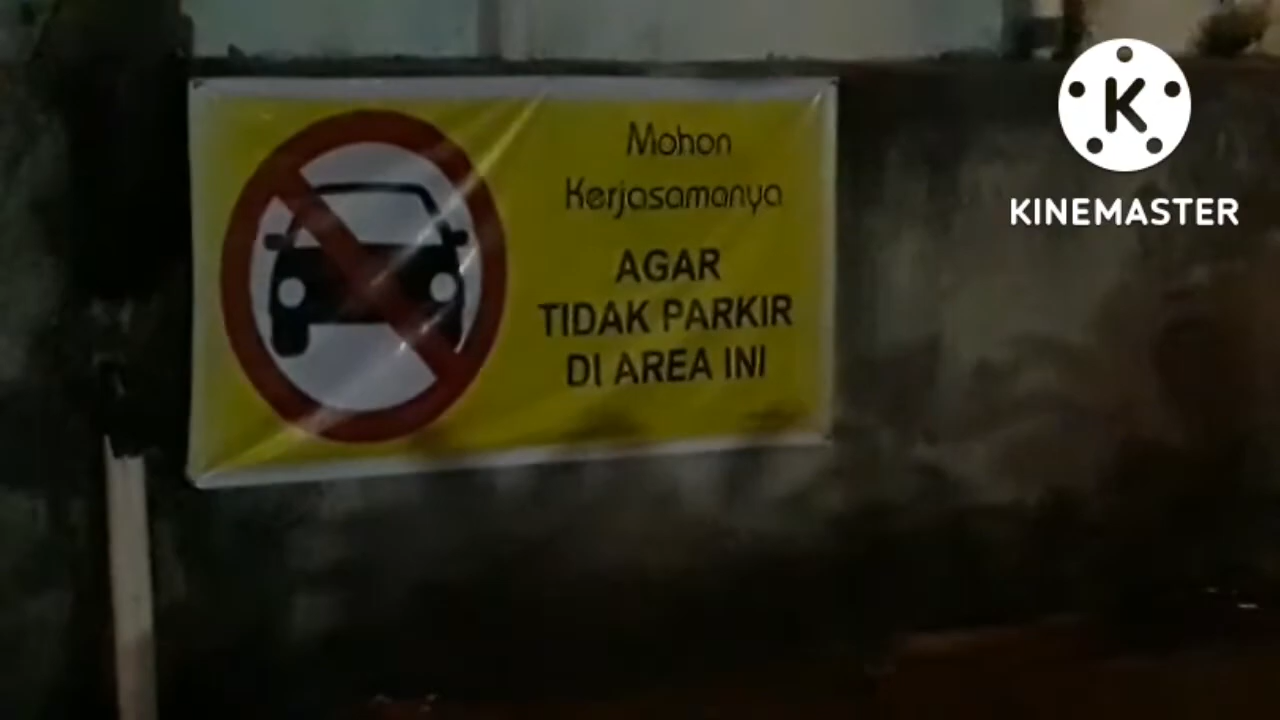 Mohon
Kerjasamanya
AGAR
TIDAK PARKIR
DI AREA INI
K
KINEMASTER